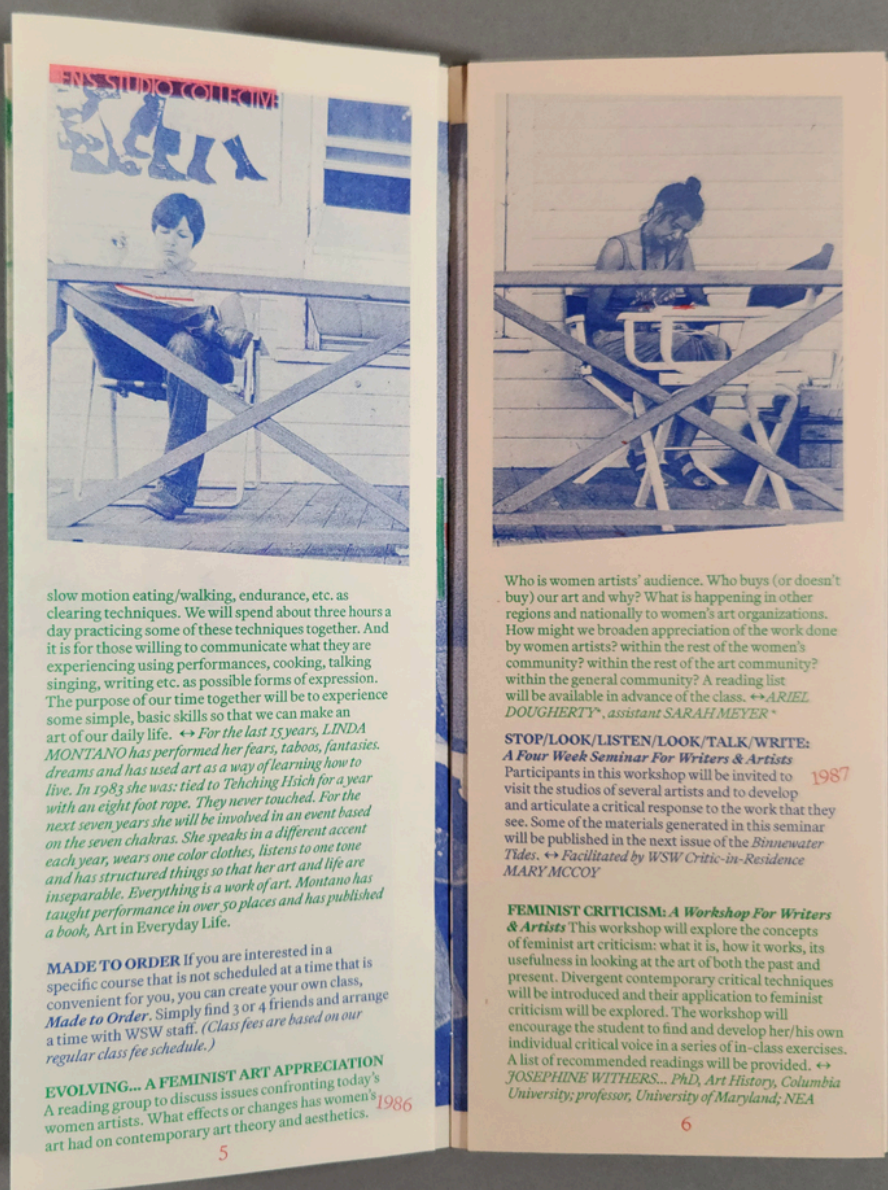 EN'S STUDIO COLLECTIVE
slow motion eating/walking, endurance, etc. as
clearing techniques. We will spend about three hours a
day practicing some of these techniques together. And
it is for those willing to communicate what they are
experiencing using performances, cooking, talking
singing, writing etc. as possible forms of expression.
The purpose of our time together will be to experience
some simple, basic skills so that we can make an
art of our daily life. ↔ For the last 15 years, LINDA
MONTANO has performed her fears, taboos, fantasies.
dreams and has used art as a way of learning how to
live. In 1983 she was: tied to Tehching Hsich for a year
with an eight foot rope. They never touched. For the
next seven years she will be involved in an event based
on the seven chakras. She speaks in a different accent
each year, wears one color clothes, listens to one tone
and has structured things so that her art and life are
inseparable. Everything is a work of art. Montano has
taught performance in over 50 places and has published
a book, Art in Everyday Life.
MADE TO ORDER If you are interested in a
specific course that is not scheduled at a time that is
convenient for you, you can create your own class,
Made to Order. Simply find 3 or 4 friends and arrange
a time with WSW staff. (Class fees are based on our
regular class fee schedule.)
EVOLVING... A FEMINIST ART APPRECIATION
A reading group to discuss issues confronting today's
women artists. What effects or changes has women's
art had on contemporary art theory and aesthetics.
1986
5
Who is women artists' audience. Who buys (or doesn't
buy) our art and why? What is happening in other
regions and nationally to women's art organizations.
How might we broaden appreciation of the work done
by women artists? within the rest of the women's
community? within the rest of the art community?
within the general community? A reading list
will be available in advance of the class. ↔ ARIEL
DOUGHERTY*, assistant SARAH MEYER *
STOP/LOOK/LISTEN/LOOK/TALK/WRITE:
A Four Week Seminar For Writers & Artists
Participants in this workshop will be invited to
visit the studios of several artists and to develop
and articulate a critical response to the work that they
see. Some of the materials generated in this seminar
will be published in the next issue of the Binnewater
Tides. ↔ Facilitated by WSW Critic-in-Residence
MARY MCCOY
1987
FEMINIST CRITICISM: A Workshop For Writers
& Artists This workshop will explore the concepts
of feminist art criticism: what it is, how it works, its
usefulness in looking at the art of both the past and
present. Divergent contemporary critical techniques
will be introduced and their application to feminist
criticism will be explored. The workshop will
encourage the student to find and develop her/his own
individual critical voice in a series of in-class exercises.
A list of recommended readings will be provided. ↔
JOSEPHINE WITHERS... PhD, Art History, Columbia
University; professor, University of Maryland; NEA
6